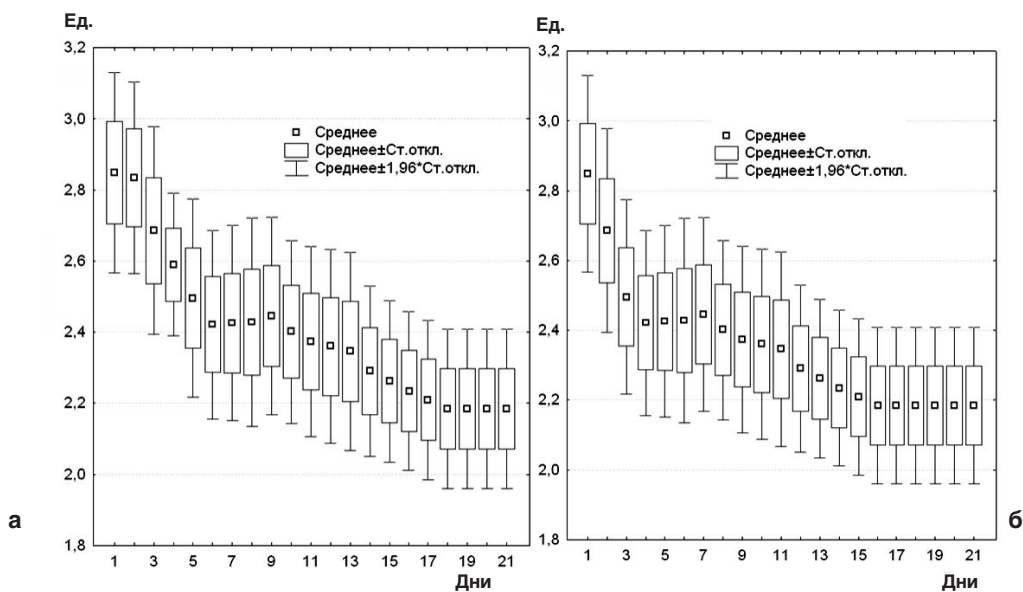 Ед.
3,2
3,0
2,8
2,6
2,4
2,2
2,0
1,8
Среднее
Среднее±Ст.откл.
Среднее±1,96*Ст.откл.
1 3 5 7 9 11 13 15 17 19 21
Дни
а
Ед.
3,2
3,0
2,8
2,6
2,4
2,2
2,0
1,8
Среднее
Среднее±Ст.откл.
Среднее±1,96*Ст.откл.
1 3 5 7 9 11 13 15 17 19 21
Дни
б